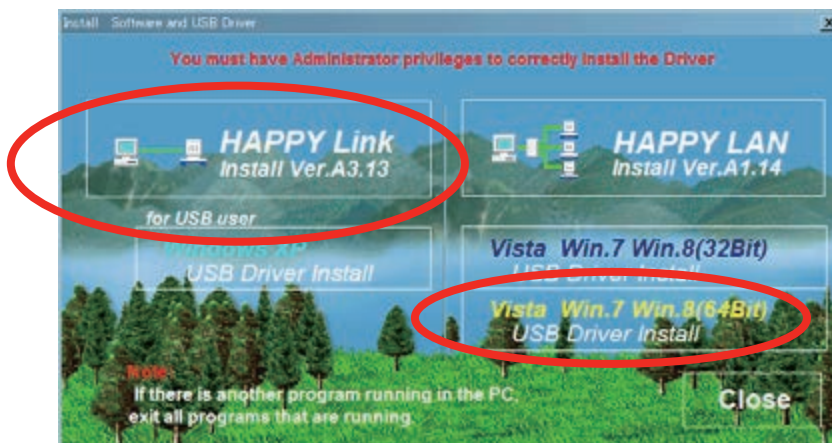 Install Software and USB Driver
You must have Administrator privileges to correctly install the Driver
HAPPY Link
Install Ver.A3.13
HAPPY LAN
Install Ver.A1.14
for USB user
Windows XP
USB Driver Install
Vista Win.7 Win.8(32Bit)
USB Driver Install
Vista Win.7 Win.8(64Bit)
USB Driver Install
Note:
If there is another program running in the PC,
exit all programs that are running
Close